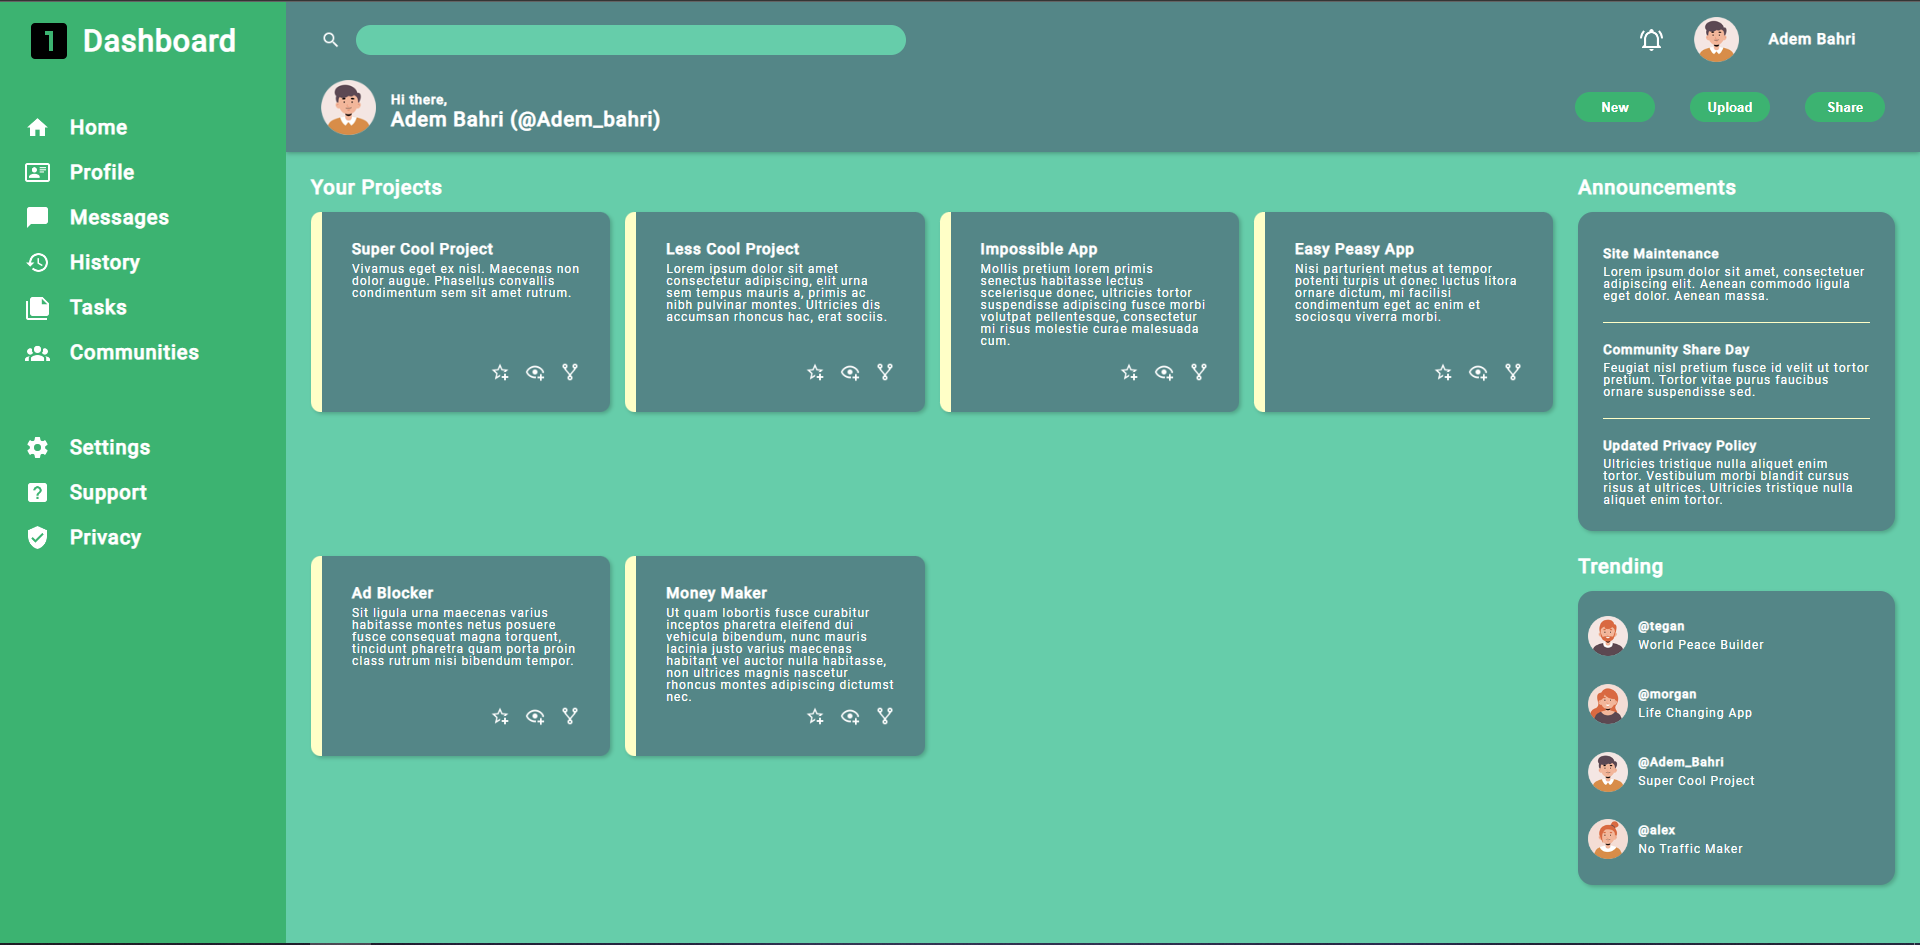 1 Dashboard
Home
Profile
Messages
History
Tasks
Communities
Settings
Support
Privacy
Adem Bahri
Hi there,
Adem Bahri (@Adem_bahri)
New
Upload
Share
Your Projects
Super Cool Project
Vivamus eget ex nisl. Maecenas non
dolor augue. Phasellus convallis
condimentum sem sit amet rutrum.
Less Cool Project
Lorem ipsum dolor sit amet
consectetur adipiscing, elit urna
sem tempus mauris a, primis ac
nibh pulvinar montes. Ultricies dis
accumsan rhoncus hac, erat sociis.
Impossible App
Mollis pretium lorem primis
senectus habitasse lectus
scelerisque donec, ultricies tortor
suspendisse adipiscing fusce morbi
volutpat pellentesque, consectetur
mi risus molestie curae malesuada
cum.
Easy Peasy App
Nisi parturient metus at tempor
potenti turpis ut donec luctus litora
ornare dictum, mi facilisi
condimentum eget ac enim et
sociosqu viverra morbi.
Ad Blocker
Sit ligula urna maecenas varius
habitasse montes netus posuere
fusce consequat magna torquent,
tincidunt pharetra quam porta proin
class rutrum nisi bibendum tempor.
Money Maker
Ut quam lobortis fusce curabitur
inceptos pharetra eleifend dui
vehicula bibendum, nunc mauris
lacinia justo varius maecenas
habitant vel auctor nulla habitasse,
non ultrices magnis nascetur
rhoncus montes adipiscing dictumst
nec.
Announcements
Site Maintenance
Lorem ipsum dolor sit amet, consectetuer
adipiscing elit. Aenean commodo ligula
eget dolor. Aenean massa.
Community Share Day
Feugiat nisl pretium fusce id velit ut tortor
pretium. Tortor vitae purus faucibus
ornare suspendisse sed.
Updated Privacy Policy
Ultricies tristique nulla aliquet enim
tortor. Vestibulum morbi blandit cursus
risus at ultrices. Ultricies tristique nulla
aliquet enim tortor.
Trending
@tegan
World Peace Builder
@morgan
Life Changing App
@Adem_Bahri
Super Cool Project
@alex
No Traffic Maker